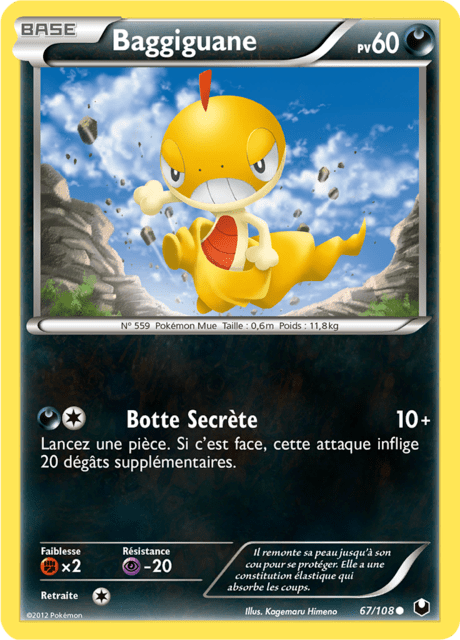 BASE
Baggiguane
PV60
N° 559 Pokémon Mue Taille : 0,6m Poids : 11,8kg
Botte Secrète 10+
Lancez une pièce. Si c'est face, cette attaque inflige
20 dégâts supplémentaires.
Faiblesse
×2
Résistance
-20
Il remonte sa peau jusqu'à son
cou pour se protéger. Elle a une
constitution élastique qui
absorbe les coups.
Retraite
Illus. Kagemaru Himeno
67/108
©2012 Pokémon